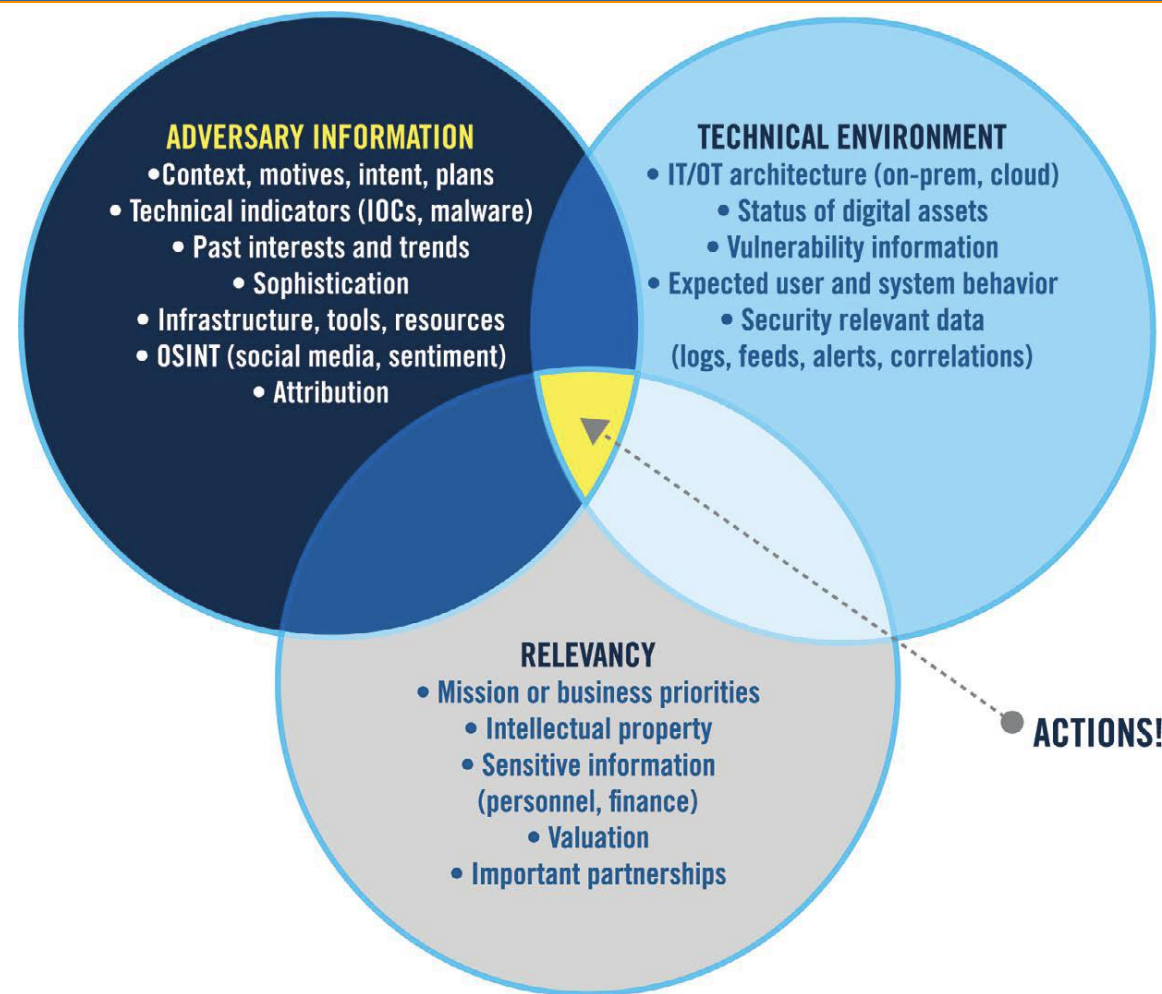 ADVERSARY INFORMATION
•Context, motives, intent, plans
• Technical indicators (IOCs, malware)
• Past interests and trends
• Sophistication
• Infrastructure, tools, resources
• OSINT (social media, sentiment)
• Attribution
TECHNICAL ENVIRONMENT
• IT/OT architecture (on-prem, cloud)
• Status of digital assets
• Vulnerability information
• Expected user and system behavior
• Security relevant data
(logs, feeds, alerts, correlations)
RELEVANCY
• Mission or business priorities
• Intellectual property
• Sensitive information
(personnel, finance)
• Valuation
• Important partnerships
ACTIONS!